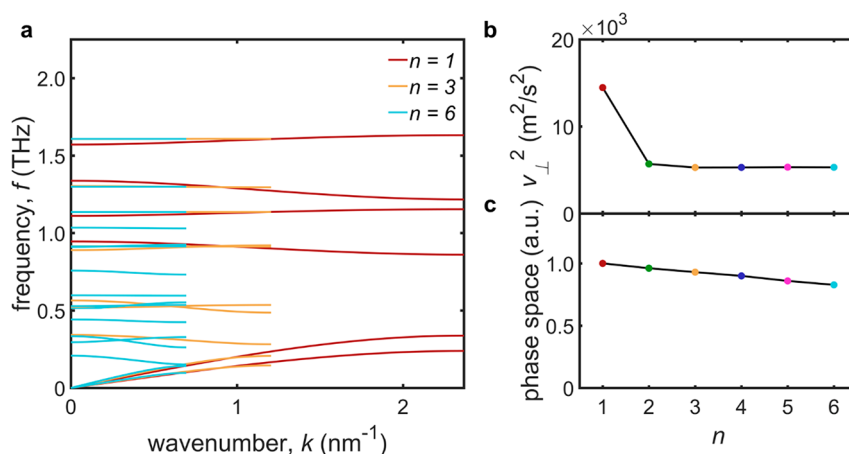 a
frequency, f (THz)
2.0
1.5
1.0
0.5
0
0
1
2
wavenumber, k (nm⁻¹)
n = 1
n = 3
n = 6
b
×10³
20
10
0
v⊥² (m²/s²)
c
1.0
0.5
0
phase space (a.u.)
1 2 3 4 5 6
n